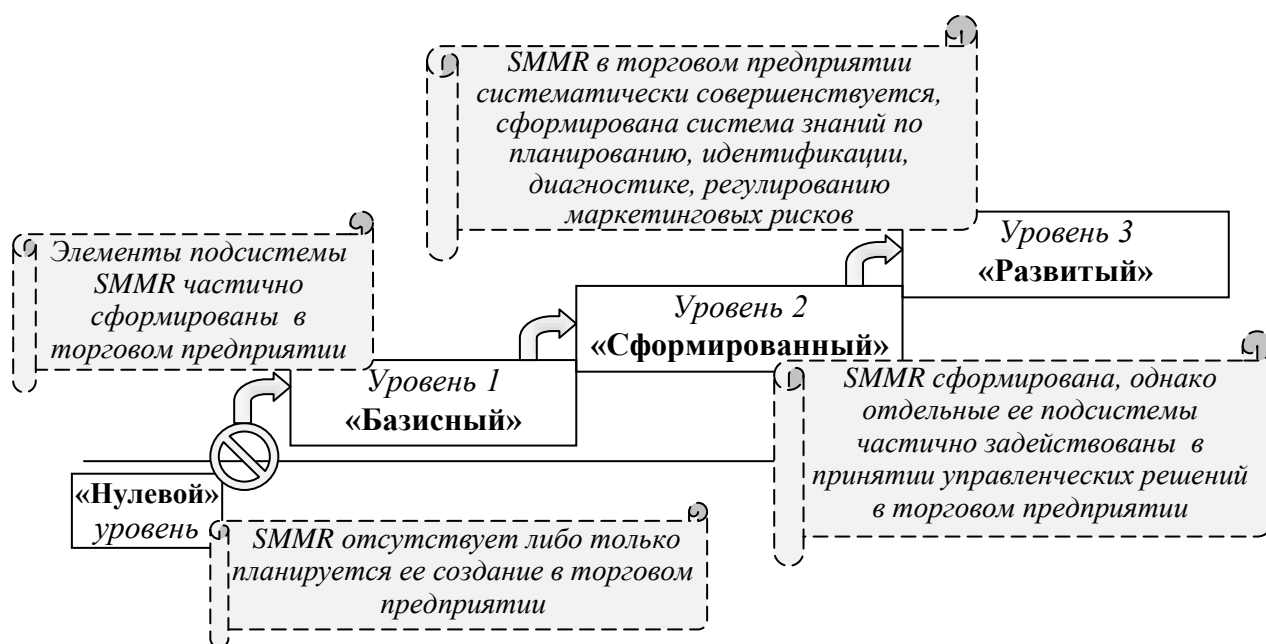 SMMR в торговом предприятии
систематически совершенствуется,
сформирована система знаний по
планированию, идентификации,
диагностике, регулированию
маркетинговых рисков
Уровень 3
«Развитый»
Элементы подсистемы
SMMR частично
сформированы в
торговом предприятии
Уровень 2
«Сформированный»
Уровень 1
«Базисный»
SMMR сформирована, однако
отдельные ее подсистемы
частично задействованы в
принятии управленческих решений
в торговом предприятии
«Нулевой»
уровень
SMMR отсутствует либо только
планируется ее создание в торговом
предприятии